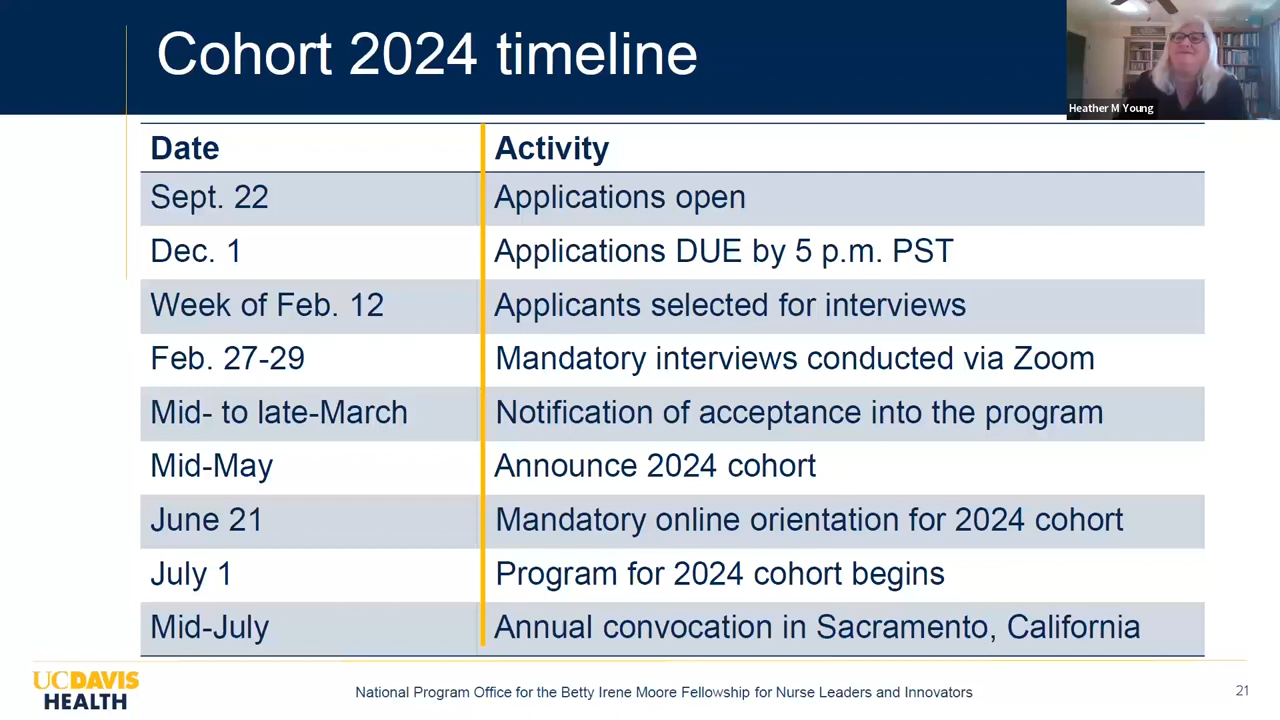 Cohort 2024 timeline
Heather M Young
Date Activity
Sept. 22 Applications open
Dec. 1 Applications DUE by 5 p.m. PST
Week of Feb. 12 Applicants selected for interviews
Feb. 27-29 Mandatory interviews conducted via Zoom
Mid- to late-March Notification of acceptance into the program
Mid-May Announce 2024 cohort
June 21 Mandatory online orientation for 2024 cohort
July 1 Program for 2024 cohort begins
Mid-July Annual convocation in Sacramento, California
UCDAVIS
HEALTH
National Program Office for the Betty Irene Moore Fellowship for Nurse Leaders and Innovators
21